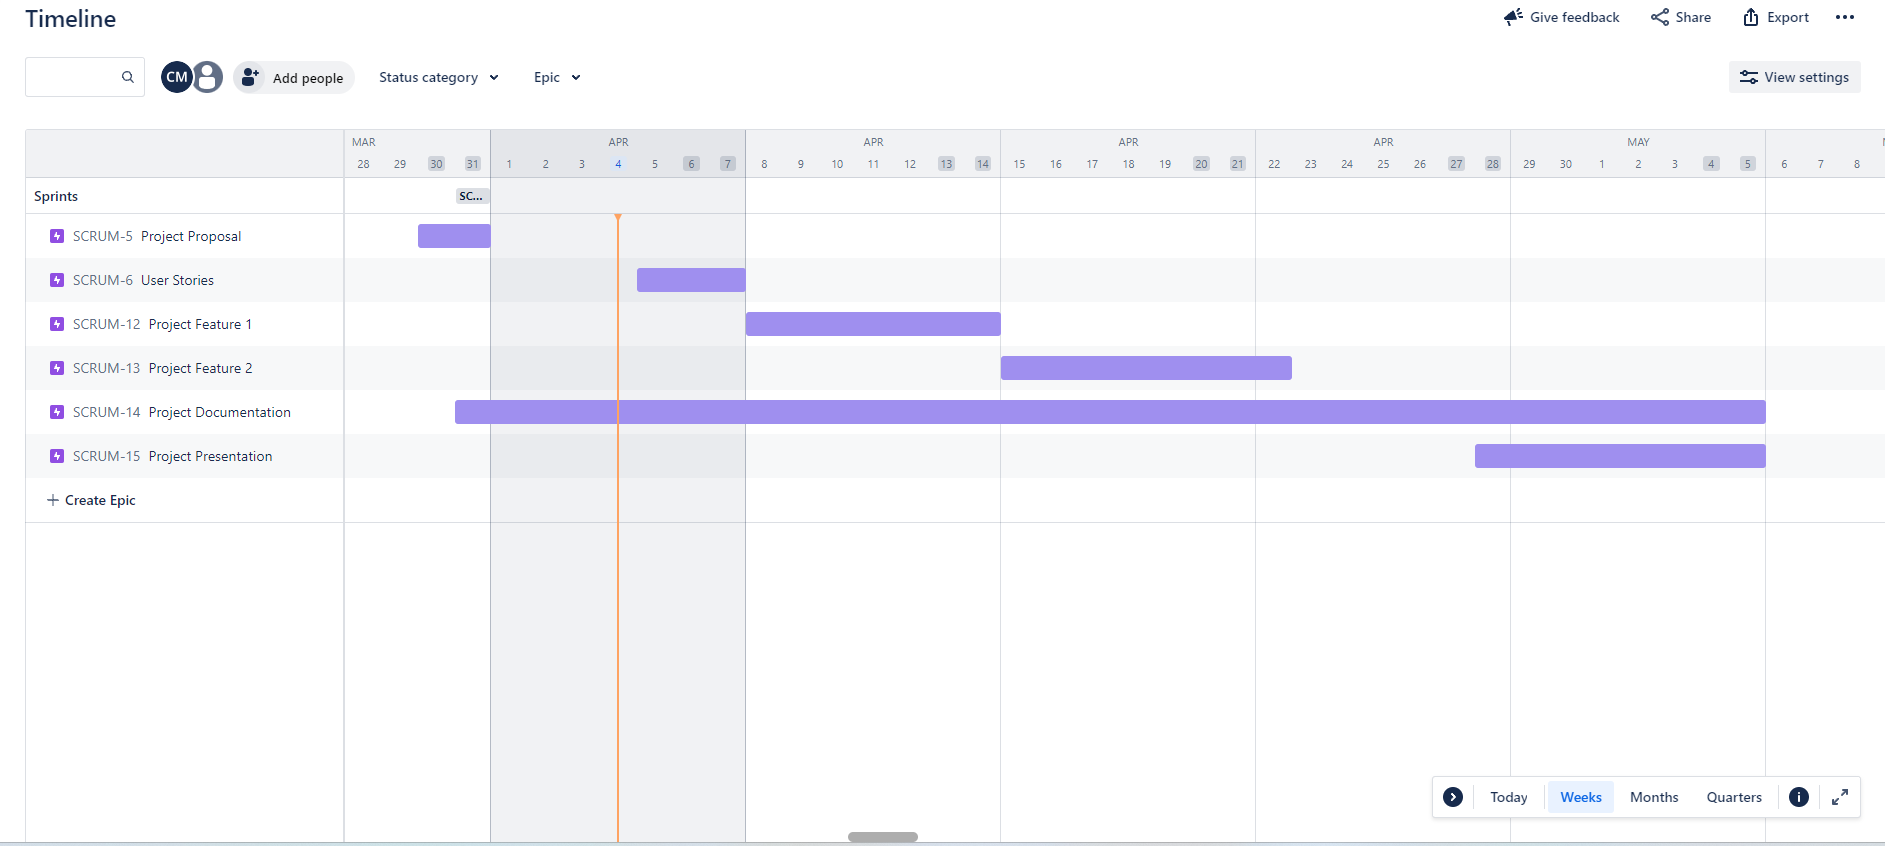 Timeline
Give feedback Share Export
CM Add people Status category Epic View settings
MAR APR APR APR APR MAY
28 29 30 31 1 2 3 4 5 6 7 8 9 10 11 12 13 14 15 16 17 18 19 20 21 22 23 24 25 26 27 28 29 30 1 2 3 4 5 6 7 8
Sprints SC...
SCRUM-5 Project Proposal
SCRUM-6 User Stories
SCRUM-12 Project Feature 1
SCRUM-13 Project Feature 2
SCRUM-14 Project Documentation
SCRUM-15 Project Presentation
+ Create Epic
Today Weeks Months Quarters